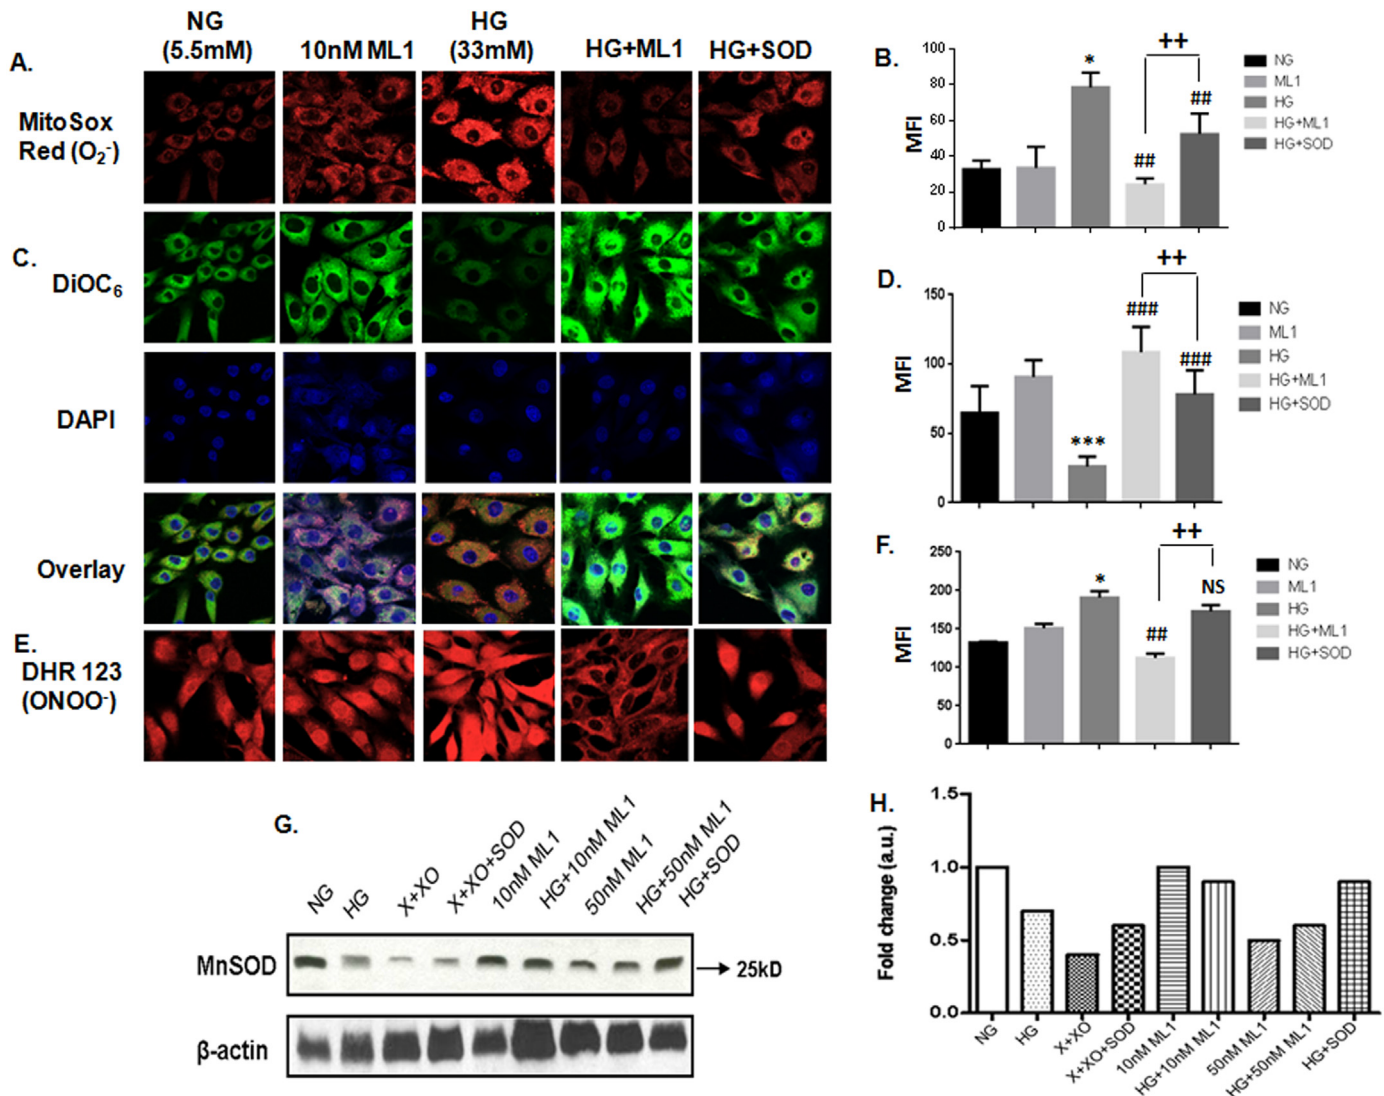 NG
(5.5mM)
10nM ML1
HG
(33mM)
HG+ML1
HG+SOD
A.
MitoSox
Red (O₂⁻)
C.
DiOC₆
DAPI
Overlay
E.
DHR 123
(ONOO⁻)
B.
MFI
100
80
60
40
20
0
*
##
++
##
NG
ML1
HG
HG+ML1
HG+SOD
D.
MFI
150
100
50
0
***
###
++
###
NG
ML1
HG
HG+ML1
HG+SOD
F.
MFI
250
200
150
100
50
0
*
##
++
NS
NG
ML1
HG
HG+ML1
HG+SOD
G.
NG
HG
X+XO
X+XO+SOD
10nM ML1
HG+10nM ML1
50nM ML1
HG+50nM ML1
HG+SOD
MnSOD
25kD
β-actin
H.
Fold change (a.u.)
1.5
1.0
0.5
0.0
NG
HG
X+XO
X+XO+SOD
10nM ML1
HG+10nM ML1
50nM ML1
HG+50nM ML1
HG+SOD